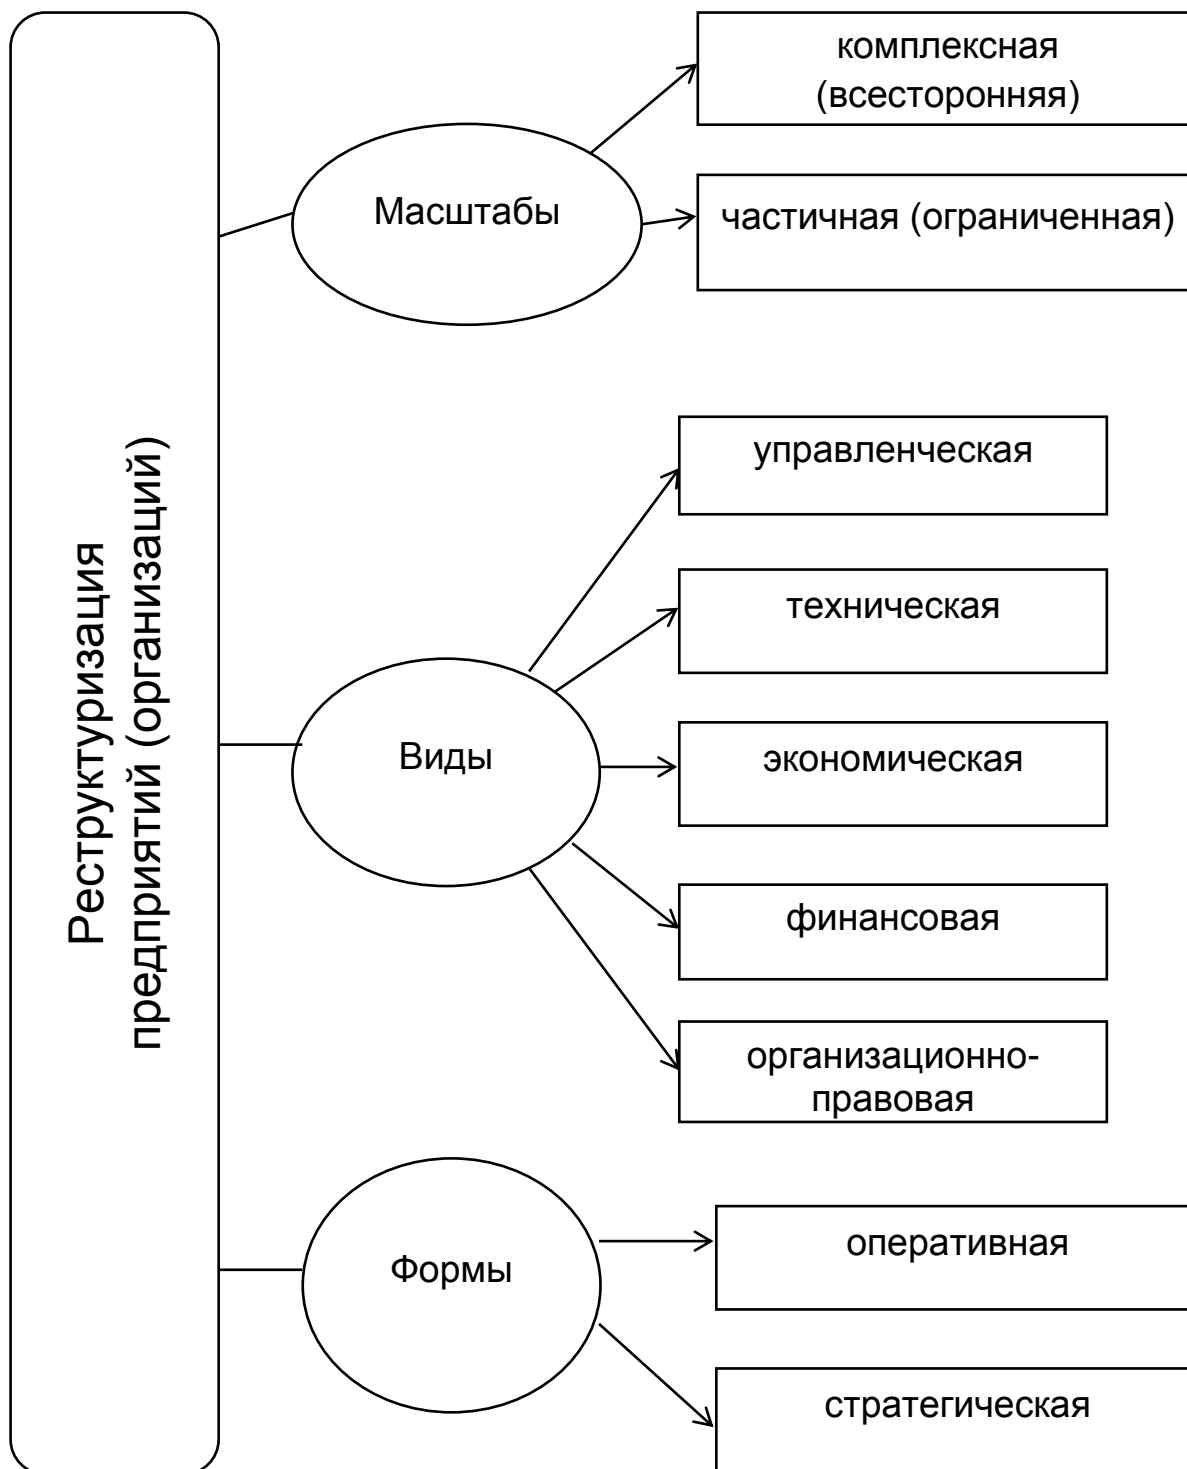 Реструктуризация
предприятий (организаций)
Масштабы
комплексная
(всесторонняя)
частичная (ограниченная)
Виды
управленческая
техническая
экономическая
финансовая
организационно-
правовая
Формы
оперативная
стратегическая